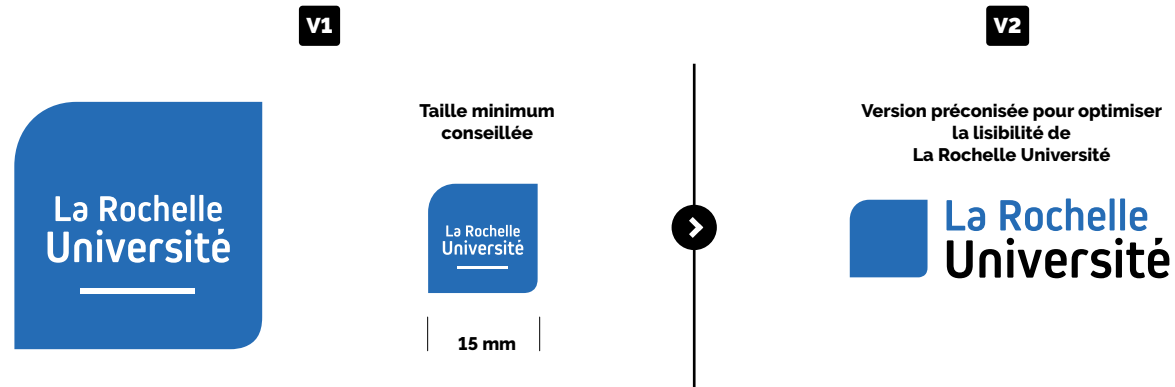 V1
La Rochelle
Université
Taille minimum
conseillée
La Rochelle
Université
15 mm
V2
Version préconisée pour optimiser
la lisibilité de
La Rochelle Université
La Rochelle
Université